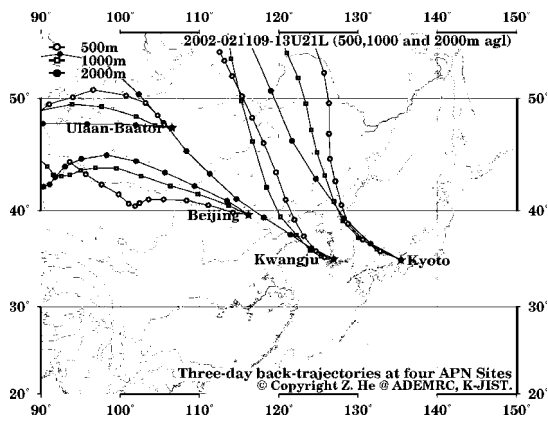 90° 100° 110° 120° 130° 140° 150°
2002-021109-13U21L (500,1000 and 2000m agl)
500m
1000m
2000m
50° 50°
Ulaan-Baator
40° 40°
Beijing
Kwangju Kyoto
30° 30°
Three-day back-trajectories at four APN Sites
© Copyright Z. He @ ADEMRC, K-JIST.
20° 20°
90° 100° 110° 120° 130° 140° 150°